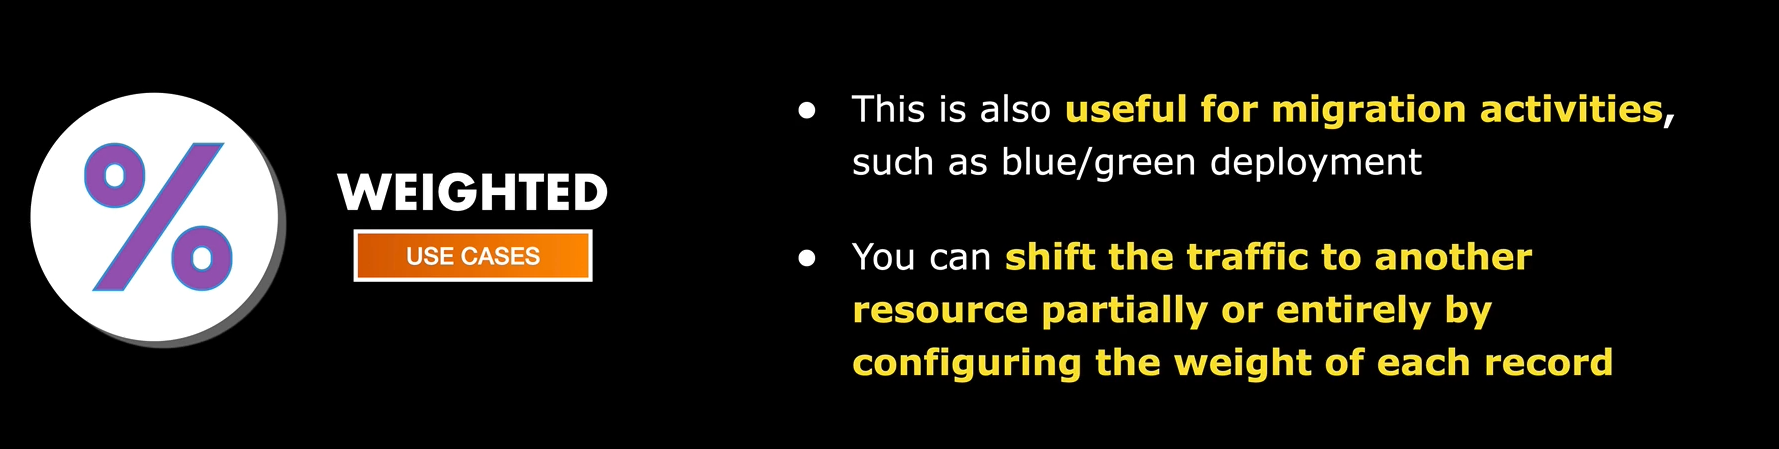 %
WEIGHTED
USE CASES
● This is also useful for migration activities,
such as blue/green deployment
● You can shift the traffic to another
resource partially or entirely by
configuring the weight of each record